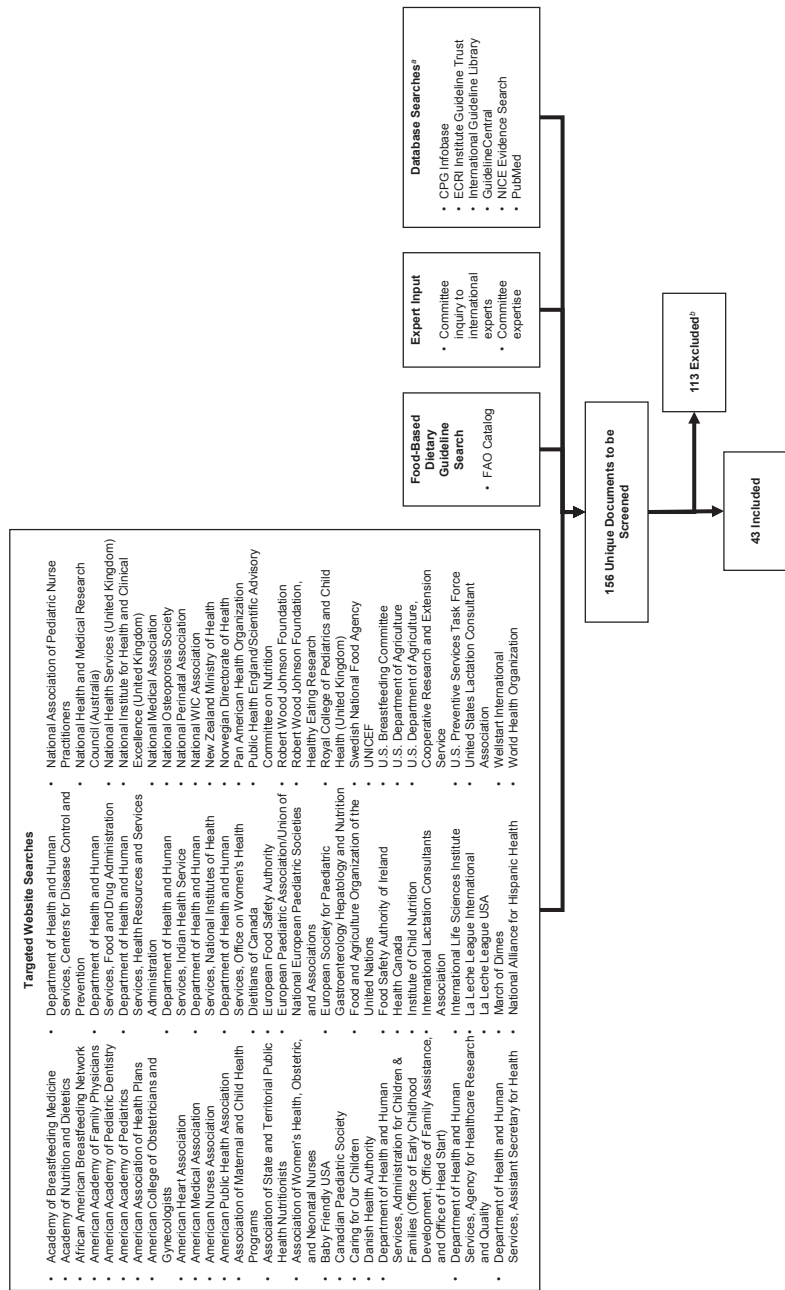 Targeted Website Searches
• Academy of Breastfeeding Medicine
• Academy of Nutrition and Dietetics
• African American Breastfeeding Network
• American Academy of Family Physicians
• American Academy of Pediatric Dentistry
• American Academy of Pediatrics
• American Association of Health Plans
• American College of Obstetricians and
Gynecologists
• American Heart Association
• American Medical Association
• American Nurses Association
• American Public Health Association
• Association of Maternal and Child Health
Programs
• Association of State and Territorial Public
Health Nutritionists
• Association of Women's Health, Obstetric,
and Neonatal Nurses
• Baby Friendly USA
• Canadian Paediatric Society
• Caring for Our Children
• Danish Health Authority
• Department of Health and Human
Services, Administration for Children &
Families (Office of Early Childhood
Development, Office of Family Assistance,
and Office of Head Start)
• Department of Health and Human
Services, Agency for Healthcare Research
and Quality
• Department of Health and Human
Services, Assistant Secretary for Health
• Department of Health and Human
Services, Centers for Disease Control and
Prevention
• Department of Health and Human
Services, Food and Drug Administration
• Department of Health and Human
Services, Health Resources and Services
Administration
• Department of Health and Human
Services, Indian Health Service
• Department of Health and Human
Services, National Institutes of Health
• Department of Health and Human
Services, Office on Women's Health
• Dietitians of Canada
• European Food Safety Authority
• European Paediatric Association/Union of
National European Paediatric Societies
and Associations
• European Society for Paediatric
Gastroenterology Hepatology and Nutrition
• Food and Agriculture Organization of the
United Nations
• Food Safety Authority of Ireland
• Health Canada
• Institute of Child Nutrition
• International Lactation Consultants
Association
• International Life Sciences Institute
• La Leche League International
• La Leche League USA
• March of Dimes
• National Alliance for Hispanic Health
• National Association of Pediatric Nurse
Practitioners
• National Health and Medical Research
Council (Australia)
• National Health Services (United Kingdom)
• National Institute for Health and Clinical
Excellence (United Kingdom)
• National Medical Association
• National Osteoporosis Society
• National Perinatal Association
• National WIC Association
• New Zealand Ministry of Health
• Norwegian Directorate of Health
• Pan American Health Organization
• Public Health England/Scientific Advisory
Committee on Nutrition
• Robert Wood Johnson Foundation
• Robert Wood Johnson Foundation,
Healthy Eating Research
• Royal College of Pediatrics and Child
Health (United Kingdom)
• Swedish National Food Agency
• UNICEF
• U.S. Breastfeeding Committee
• U.S. Department of Agriculture
• U.S. Department of Agriculture,
Cooperative Research and Extension
Service
• U.S. Preventive Services Task Force
• United States Lactation Consultant
Association
• Wellstart International
• World Health Organization
Food-Based
Dietary
Guideline
Search
• FAO Catalog
Expert Input
• Committee
inquiry to
international
experts
• Committee
expertise
Database Searchesᵃ
• CPG Infobase
• ECRI Institute Guideline Trust
• International Guideline Library
• GuidelineCentral
• NICE Evidence Search
• PubMed
156 Unique Documents to be
Screened
113 Excludedᵇ
43 Included